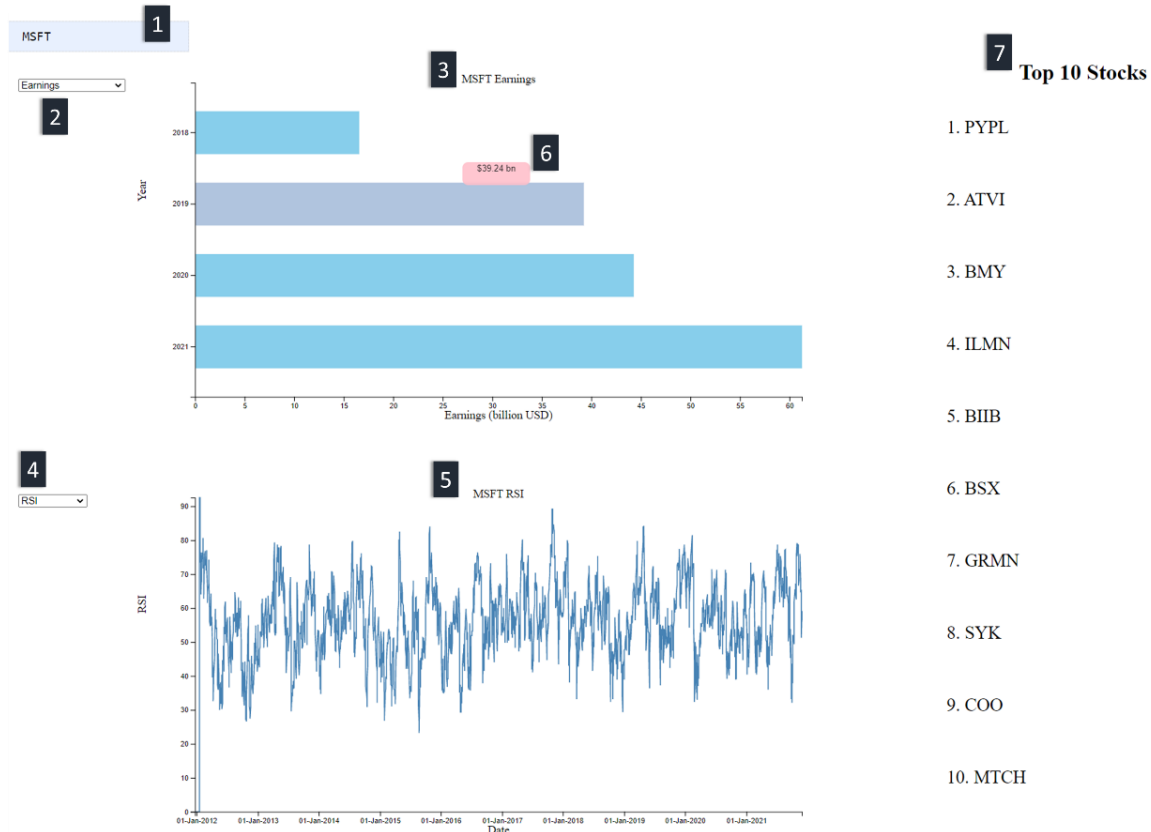 1
MSFT
Earnings
2
3
MSFT Earnings
2018
6
$39.24 bn
Year
2019
2020
2021
0 5 10 15 20 25 30 35 40 45 50 55 60
Earnings (billion USD)
4
RSI
5
MSFT RSI
90
80
70
60
RSI
50
40
30
20
10
0
01-Jan-2012 01-Jan-2013 01-Jan-2014 01-Jan-2015 01-Jan-2016 01-Jan-2017 01-Jan-2018 01-Jan-2019 01-Jan-2020 01-Jan-2021
Date
7
Top 10 Stocks
1. PYPL
2. ATVI
3. BMY
4. ILMN
5. BIIB
6. BSX
7. GRMN
8. SYK
9. COO
10. MTCH